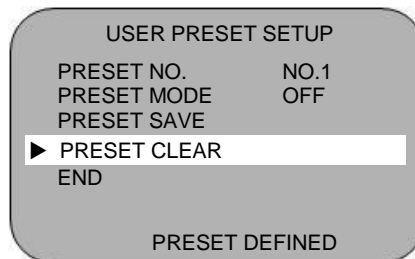 USER PRESET SETUP
PRESET NO. NO.1
PRESET MODE OFF
PRESET SAVE
▶ PRESET CLEAR
END
PRESET DEFINED